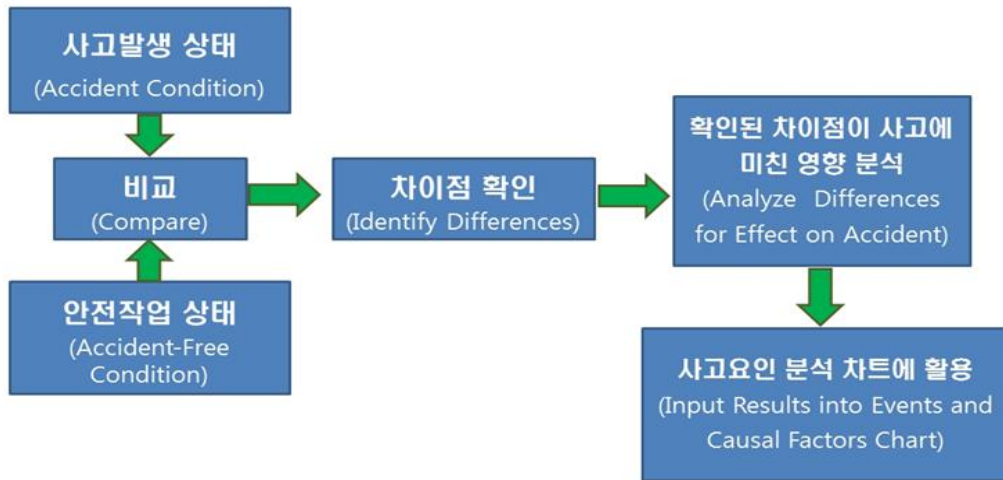 사고발생 상태
(Accident Condition)
비교
(Compare)
안전작업 상태
(Accident-Free
Condition)
차이점 확인
(Identify Differences)
확인된 차이점이 사고에
미친 영향 분석
(Analyze Differences
for Effect on Accident)
사고요인 분석 차트에 활용
(Input Results into Events and
Causal Factors Chart)